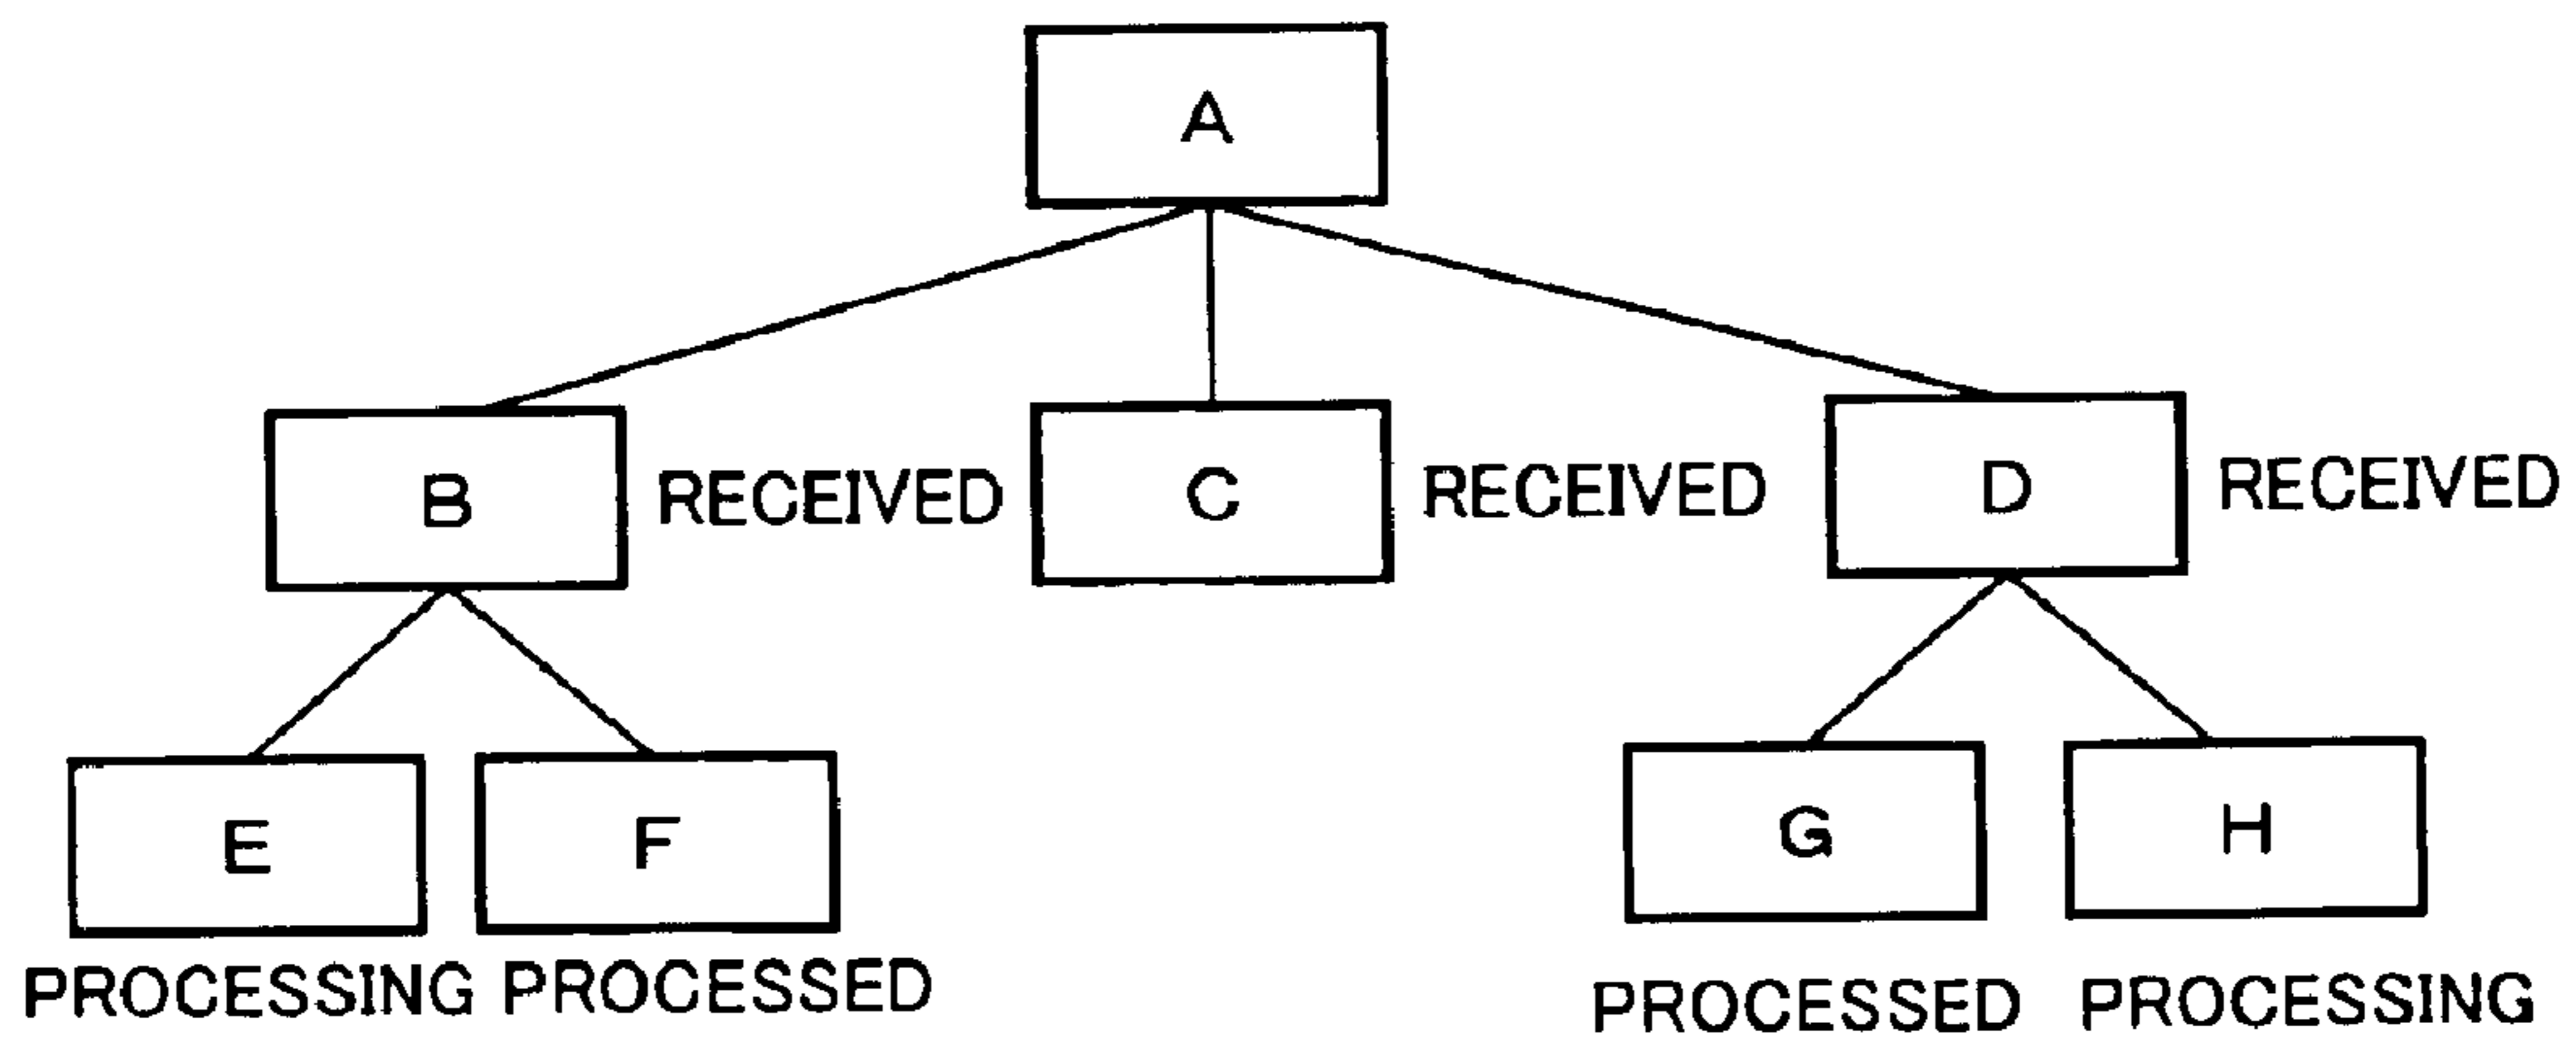 A
B RECEIVED C RECEIVED D RECEIVED
E F G H
PROCESSING PROCESSED PROCESSED PROCESSING